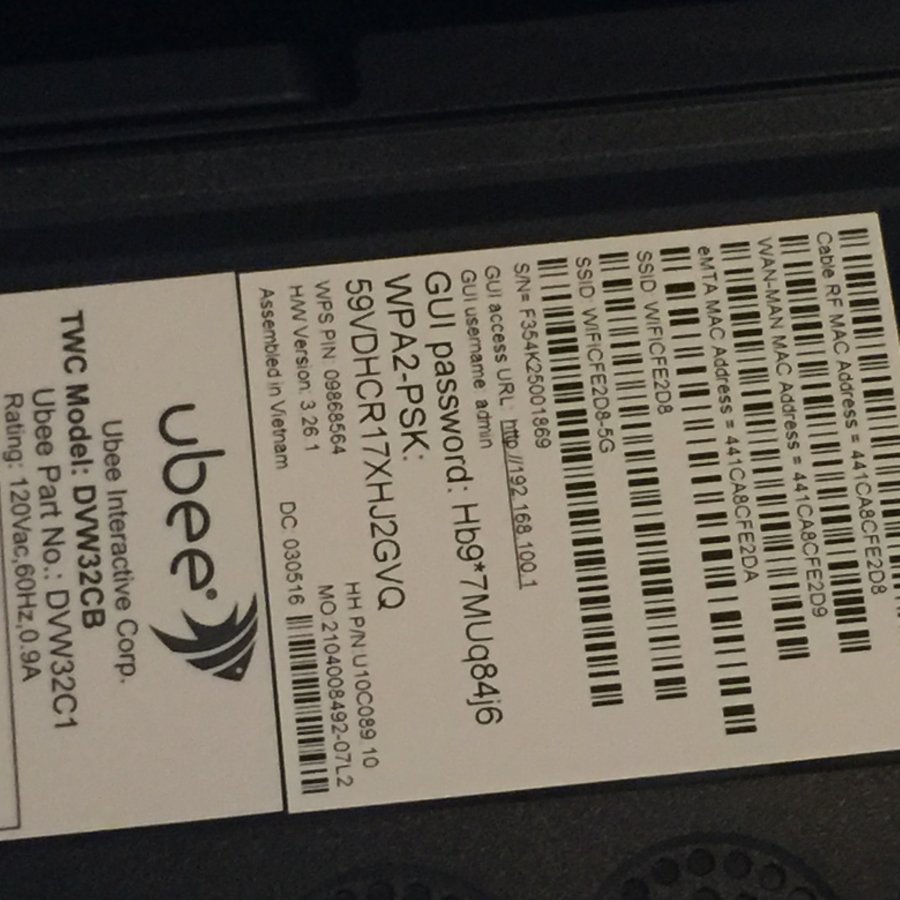 Cable RF MAC Address = 441CA8CFE2D8
WAN-MAN MAC Address = 441CA8CFE2D9
eMTA MAC Address = 441CA8CFE2DA
SSID: WIFICFE2D8
SSID: WIFICFE2D8-5G
S/N= F354K25001869
GUI access URL: http://192.168.100.1
GUI username: admin
GUI password: Hb9*7MUq84j6
WPA2-PSK:
59VDHCR17XHJ2GVQ
WPS PIN: 09868564 HH P/N:U10C089.10
H/W Version: 3.26.1 MO:2104008492-07L2
Assembled in Vietnam DC: 030516
ubee
Ubee Interactive Corp.
TWC Model: DVW32CB
Ubee Part No.: DVW32C1
Rating: 120Vac,60Hz,0.9A